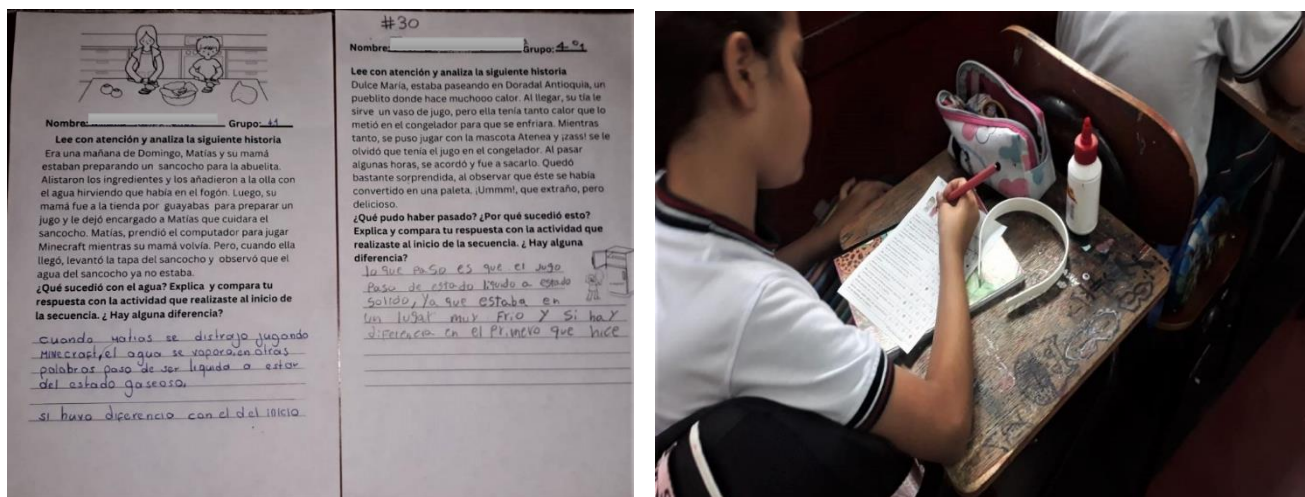 Nombre: Grupo: 41
Lee con atención y analiza la siguiente historia
Era una mañana de Domingo, Matías y su mamá
estaban preparando un sancocho para la abuelita.
Alistaron los ingredientes y los añadieron a la olla con
el agua hirviendo que había en el fogón. Luego, su
mamá fue a la tienda por guayabas para preparar un
jugo y le dejó encargado a Matías que cuidara el
sancocho. Matías, prendió el computador para jugar
Minecraft mientras su mamá volvía. Pero, cuando ella
llegó, levantó la tapa del sancocho y observó que el
agua del sancocho ya no estaba.
¿Qué sucedió con el agua? Explica y compara tu
respuesta con la actividad que realizaste al inicio de
la secuencia. ¿ Hay alguna diferencia?
cuando Matias se distrajo jugando
Minecraft, el agua se vaporo, en otras
palabras paso de ser liquida a estar
del estado gaseoso.
si huvo diferencia con el del inicio
#30
Nombre: Grupo: 4°1
Lee con atención y analiza la siguiente historia
Dulce María, estaba paseando en Doradal Antioquia, un
pueblito donde hace muchooo calor. Al llegar, su tía le
sirve un vaso de jugo, pero ella tenía tanto calor que lo
metió en el congelador para que se enfriara. Mientras
tanto, se puso jugar con la mascota Atenea y ¡zass! se le
olvidó que tenía el jugo en el congelador. Al pasar
algunas horas, se acordó y fue a sacarlo. Quedó
bastante sorprendida, al observar que éste se había
convertido en una paleta. ¡Ummm!, que extraño, pero
delicioso.
¿Qué pudo haber pasado? ¿Por qué sucedió esto?
Explica y compara tu respuesta con la actividad que
realizaste al inicio de la secuencia. ¿ Hay alguna
diferencia?
lo que paso es que el jugo
Paso de estado liquido a estado
solido, Ya que estaba en
un lugar muy Frio Y si hay
diferencia en el Primero que hice